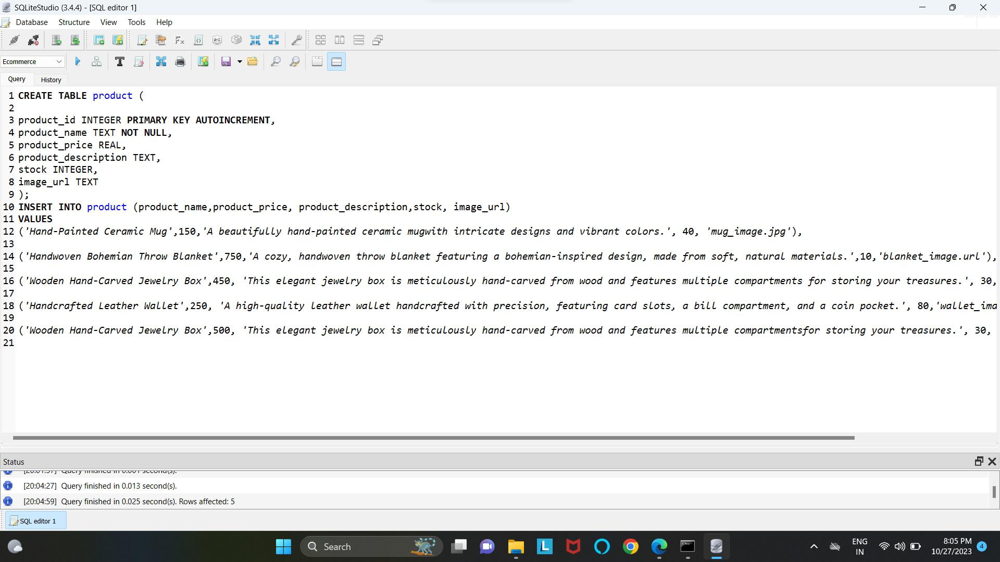 SQLiteStudio (3.4.4) - [SQL editor 1]
Database Structure View Tools Help
Ecommerce
Query History
1 CREATE TABLE product (
2
3 product_id INTEGER PRIMARY KEY AUTOINCREMENT,
4 product_name TEXT NOT NULL,
5 product_price REAL,
6 product_description TEXT,
7 stock INTEGER,
8 image_url TEXT
9 );
10 INSERT INTO product (product_name,product_price, product_description,stock, image_url)
11 VALUES
12 ('Hand-Painted Ceramic Mug',150,'A beautifully hand-painted ceramic mugwith intricate designs and vibrant colors.', 40, 'mug_image.jpg'),
13
14 ('Handwoven Bohemian Throw Blanket',750,'A cozy, handwoven throw blanket featuring a bohemian-inspired design, made from soft, natural materials.',10,'blanket_image.url'),
15
16 ('Wooden Hand-Carved Jewelry Box',450, 'This elegant jewelry box is meticulously hand-carved from wood and features multiple compartments for storing your treasures.', 30,
17
18 ('Handcrafted Leather Wallet',250, 'A high-quality leather wallet handcrafted with precision, featuring card slots, a bill compartment, and a coin pocket.', 80,'wallet_ima
19
20 ('Wooden Hand-Carved Jewelry Box',500, 'This elegant jewelry box is meticulously hand-carved from wood and features multiple compartmentsfor storing your treasures.', 30,
21
Status
Query finished in 0.001 second(s).
[20:04:27] Query finished in 0.013 second(s).
[20:04:59] Query finished in 0.025 second(s). Rows affected: 5
SQL editor 1
Search
ENG
IN
8:05 PM
10/27/2023
4